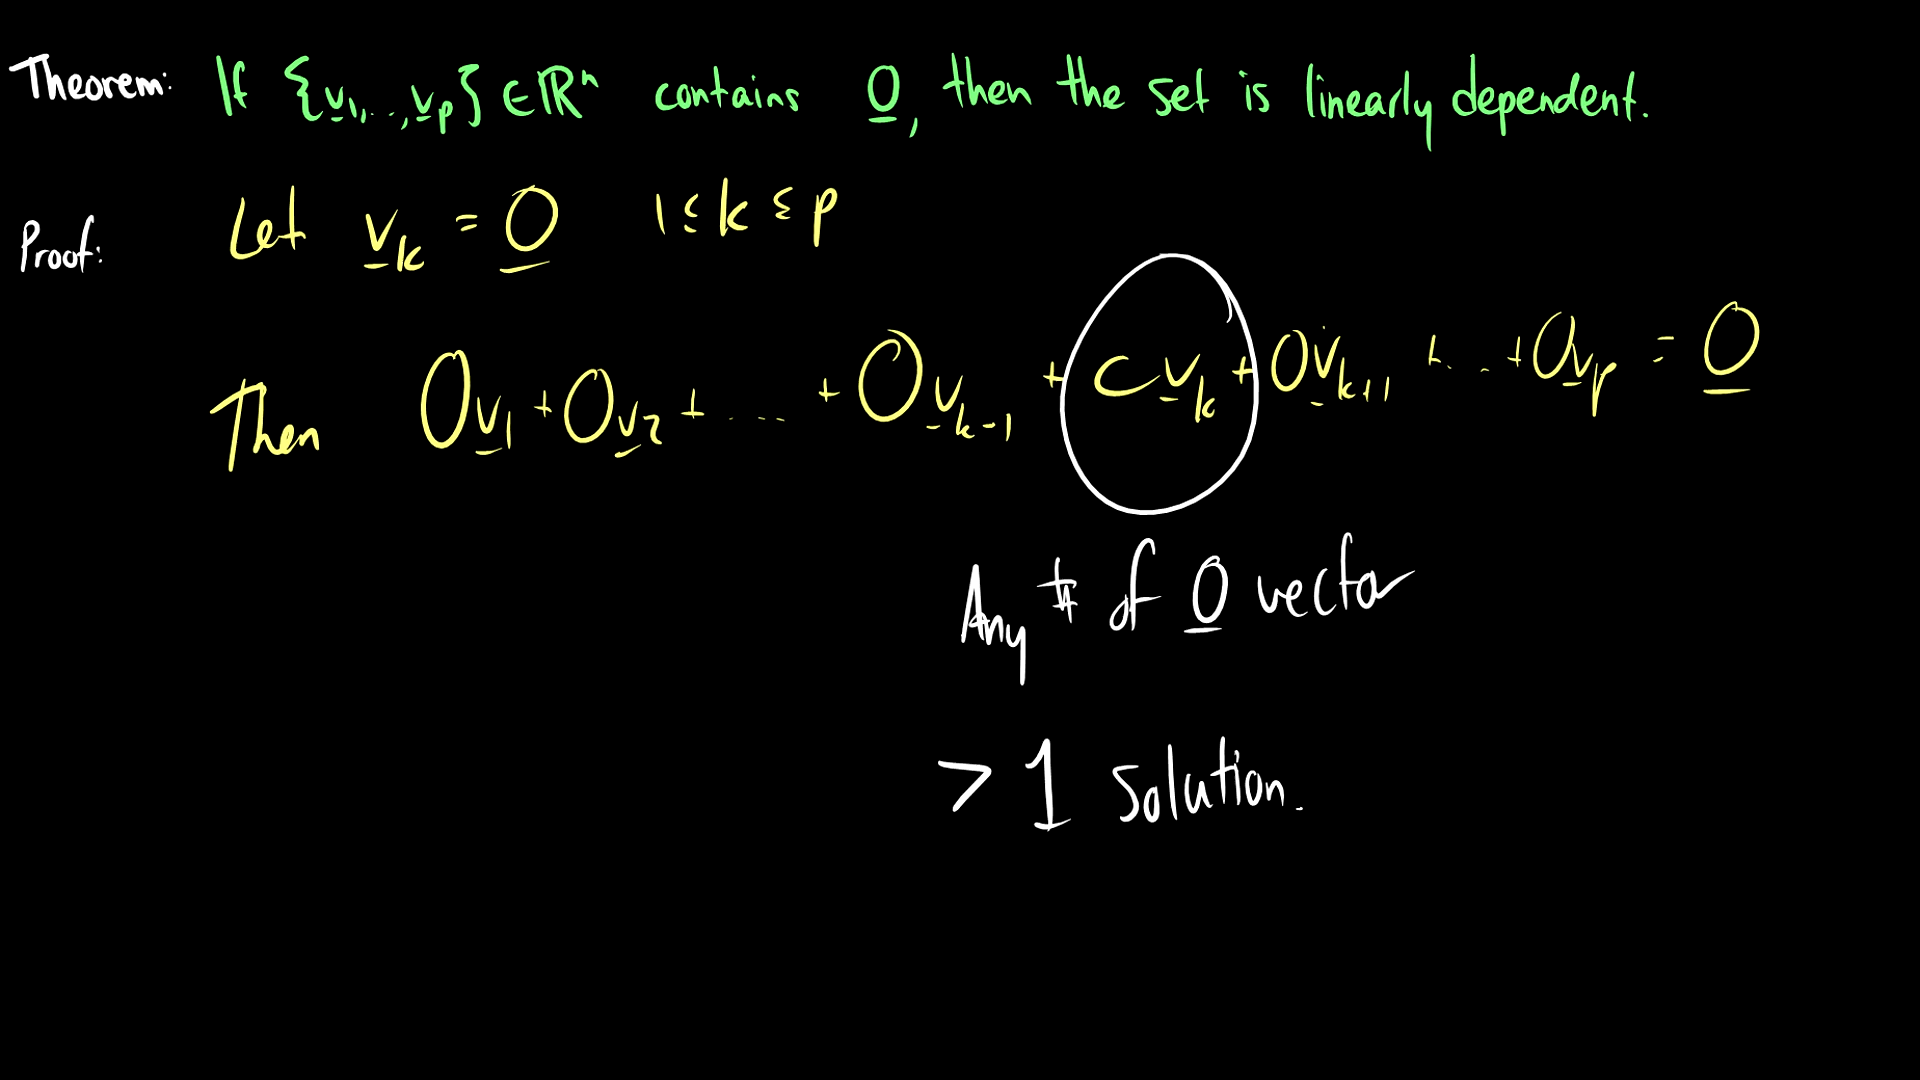 Theorem: If {v1,..,vp} ∈ ℝⁿ contains 0, then the set is linearly dependent.
Proof: Let vk = 0 1 ≤ k ≤ p
Then 0v1 + 0v2 + .... + 0vk-1 + cvk + 0vk+1 + ... + 0vp = 0
Any # of 0 vector
> 1 solution.